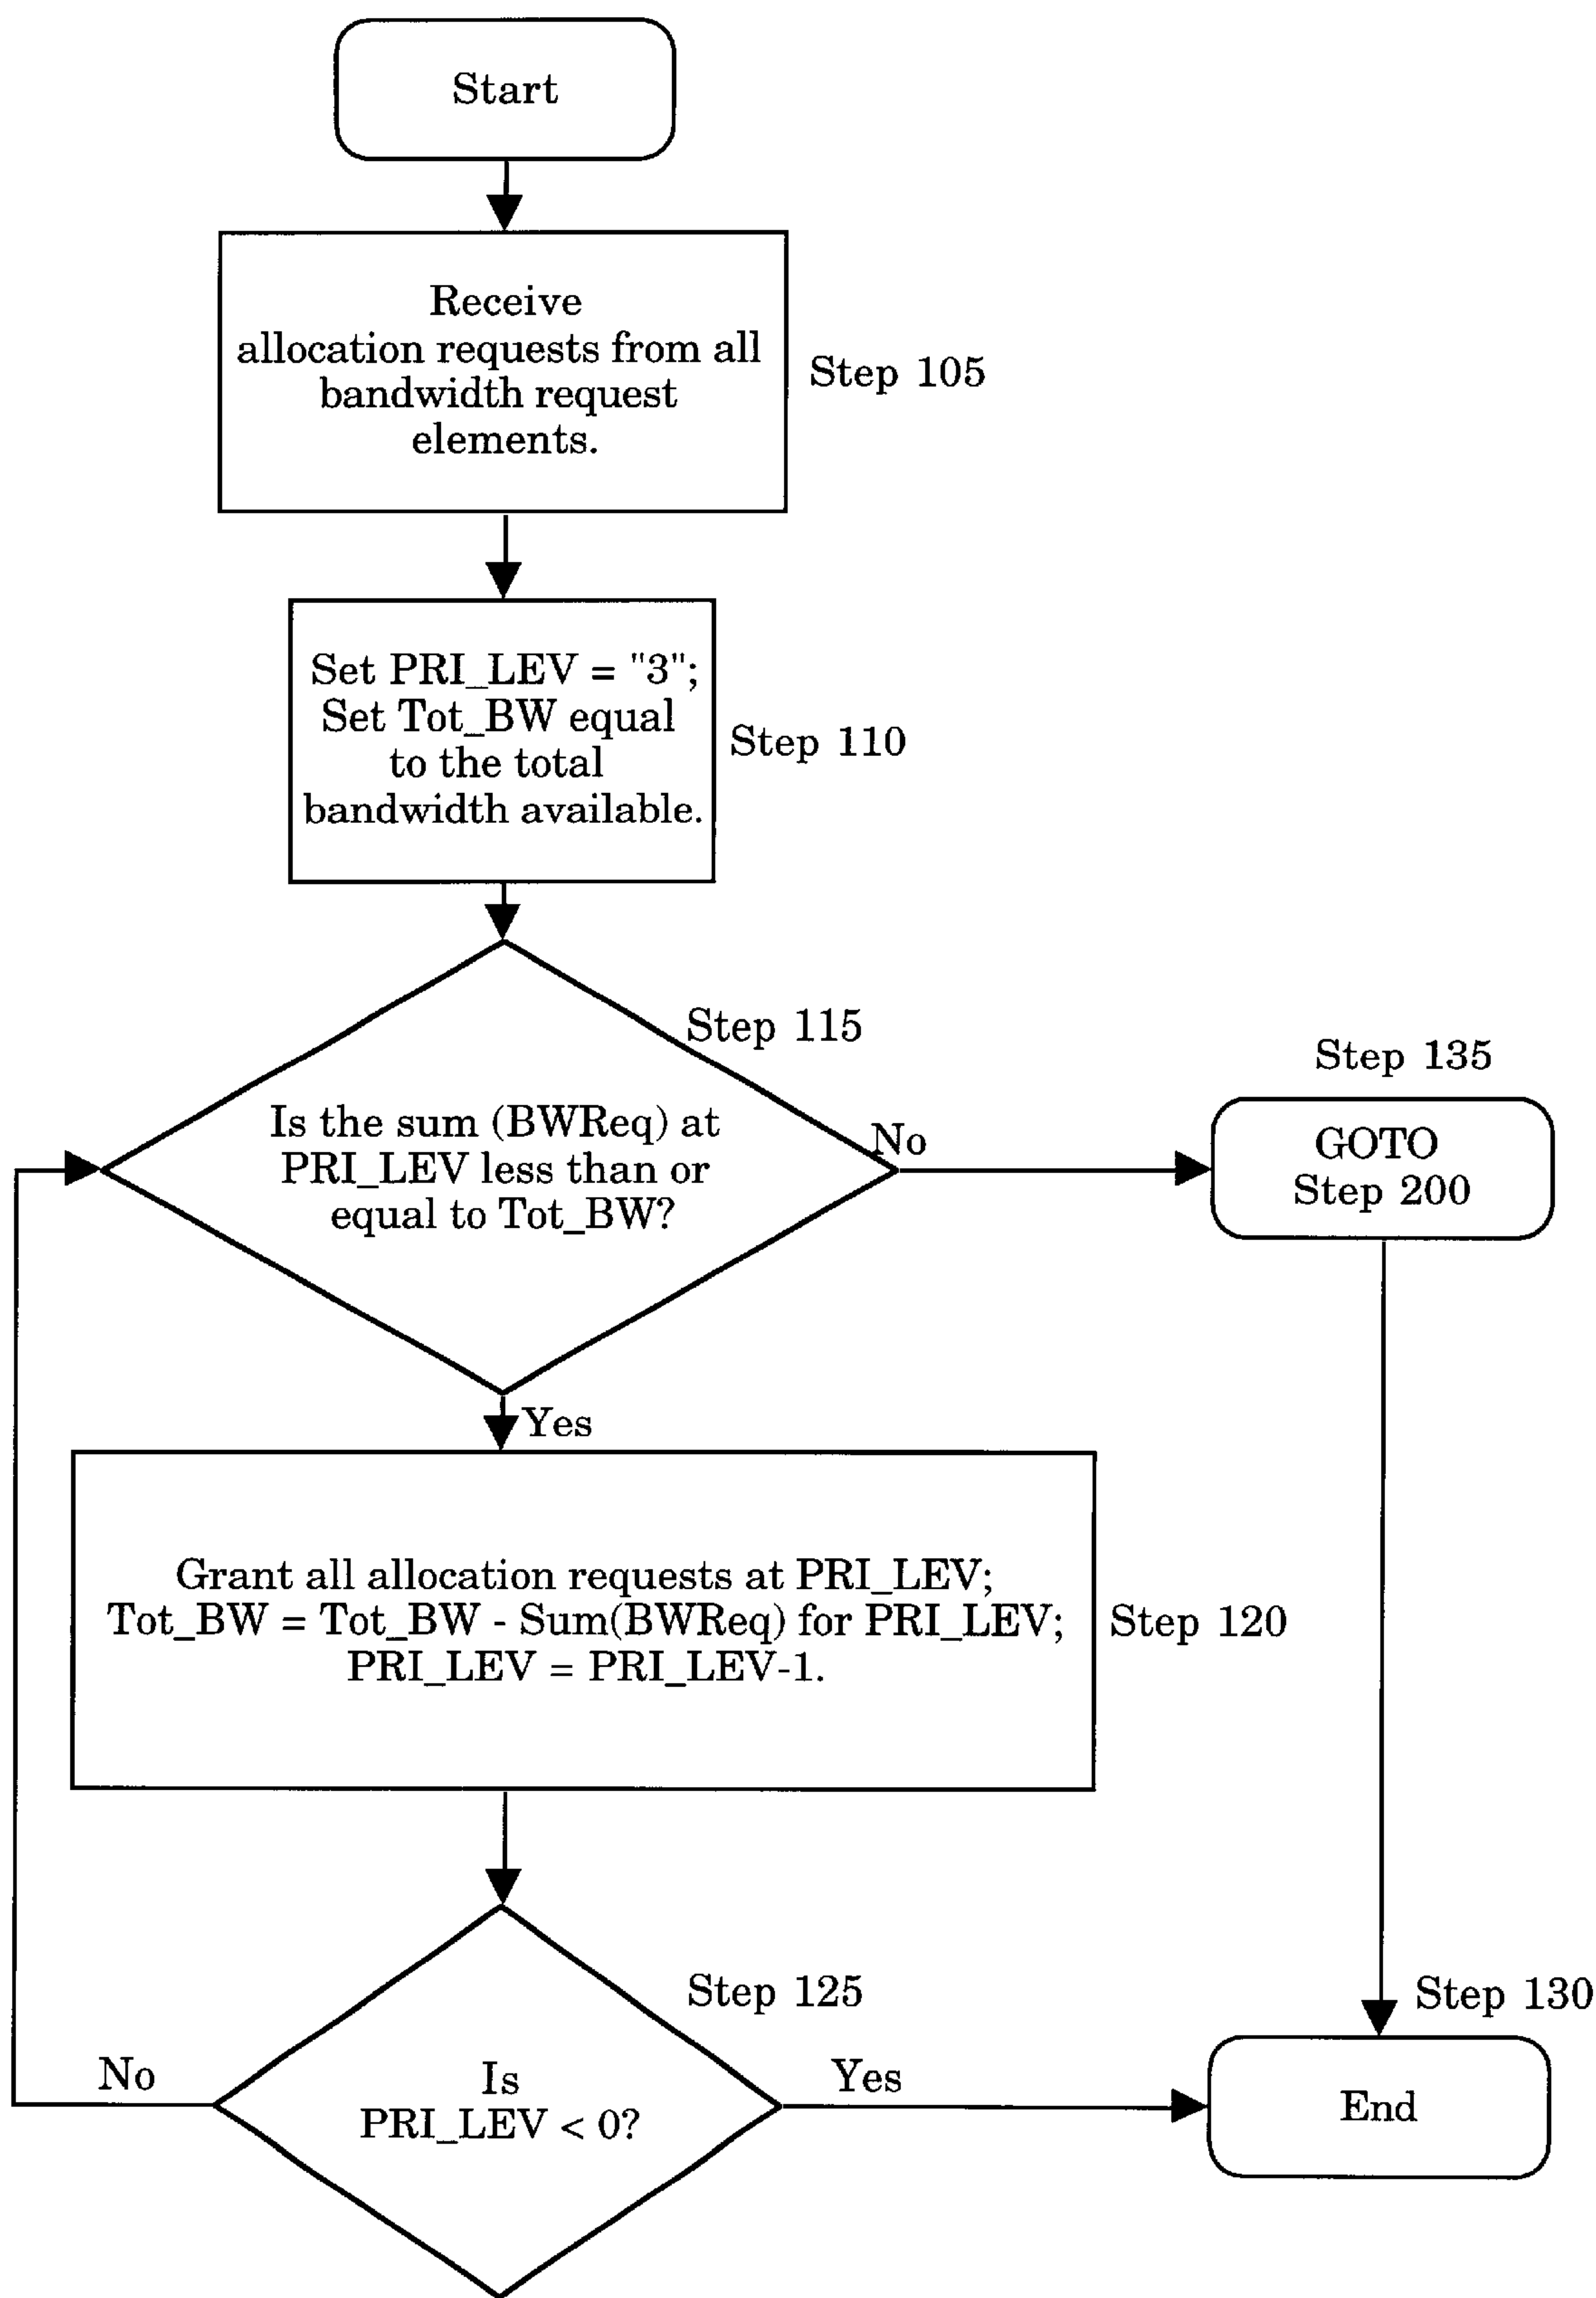 Start
Receive
allocation requests from all
bandwidth request
elements.
Step 105
Set PRI_LEV = "3";
Set Tot_BW equal
to the total
bandwidth available.
Step 110
Step 115
Is the sum (BWReq) at
PRI_LEV less than or
equal to Tot_BW?
No
Step 135
GOTO
Step 200
Yes
Grant all allocation requests at PRI_LEV;
Tot_BW = Tot_BW - Sum(BWReq) for PRI_LEV;
PRI_LEV = PRI_LEV-1.
Step 120
Step 125
Is
PRI_LEV < 0?
No
Yes
Step 130
End